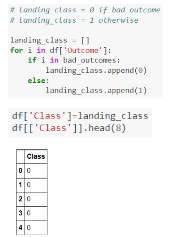 # landing class = 0 if bad_outcome
# landing_class = 1 otherwise
landing_class = []
for i in df['Outcome']:
if i in bad_outcomes:
landing_class.append(0)
else:
landing_class.append(1)
df['Class']=landing_class
df[['Class']].head(8)
Class
0 0
1 0
2 0
3 0
4 0